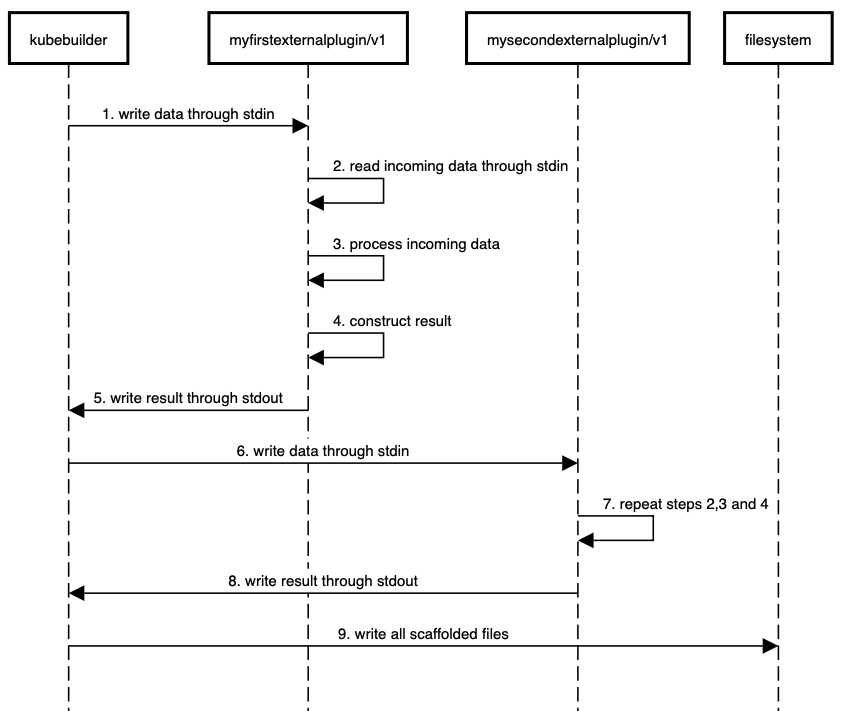 kubebuilder
myfirstexternalplugin/v1
mysecondexternalplugin/v1
filesystem
1. write data through stdin
2. read incoming data through stdin
3. process incoming data
4. construct result
5. write result through stdout
6. write data through stdin
7. repeat steps 2,3 and 4
8. write result through stdout
9. write all scaffolded files